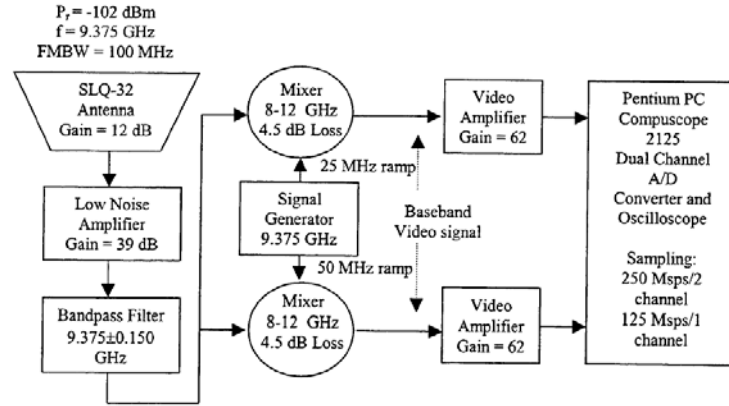 Pᵣ = -102 dBm
f = 9.375 GHz
FMBW = 100 MHz
SLQ-32
Antenna
Gain = 12 dB
Low Noise
Amplifier
Gain = 39 dB
Bandpass Filter
9.375±0.150
GHz
Mixer
8-12 GHz
4.5 dB Loss
25 MHz ramp
Signal
Generator
9.375 GHz
50 MHz ramp
Mixer
8-12 GHz
4.5 dB Loss
Baseband
Video signal
Video
Amplifier
Gain = 62
Video
Amplifier
Gain = 62
Pentium PC
Compuscope
2125
Dual Channel
A/D
Converter and
Oscilloscope
Sampling:
250 Msps/2
channel
125 Msps/1
channel